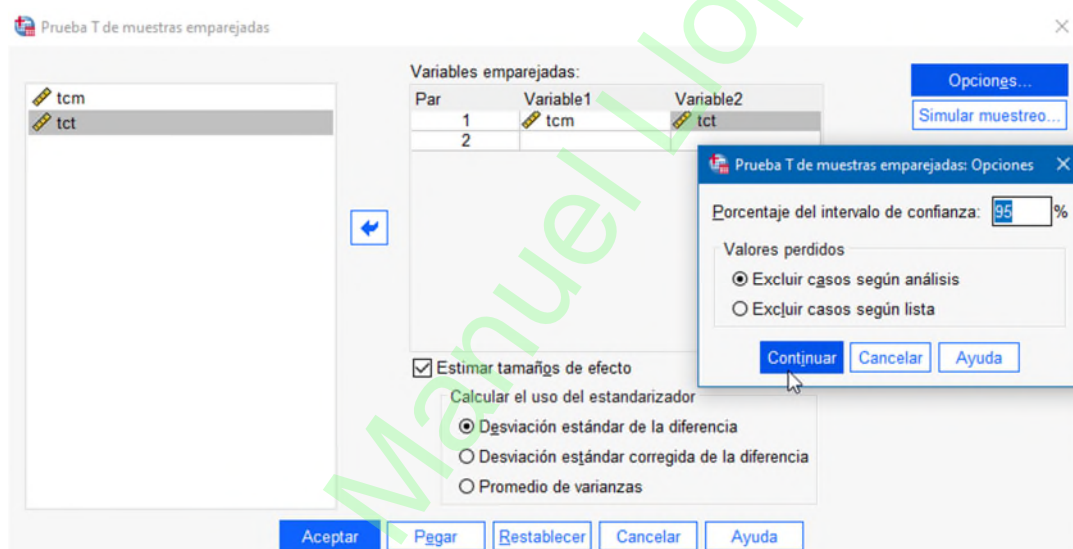 Prueba T de muestras emparejadas
tcm
tct
Variables emparejadas:
Par Variable1 Variable2
1 tcm tct
2
Opciones...
Simular muestreo...
Prueba T de muestras emparejadas: Opciones
Porcentaje del intervalo de confianza: 95 %
Valores perdidos
Excluir casos según análisis
Excluir casos según lista
Continuar Cancelar Ayuda
Estimar tamaños de efecto
Calcular el uso del estandarizador
Desviación estándar de la diferencia
Desviación estándar corregida de la diferencia
Promedio de varianzas
Aceptar Pegar Restablecer Cancelar Ayuda
Manuel